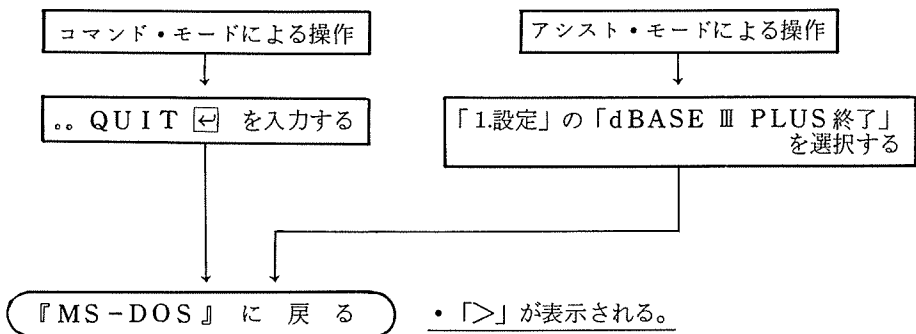 コマンド・モードによる操作
アシスト・モードによる操作
｡｡ QUIT ↵ を入力する
「1.設定」の「dBASE Ⅲ PLUS終了」
を選択する
『MS-DOS』に戻る
・「＞」が表示される。